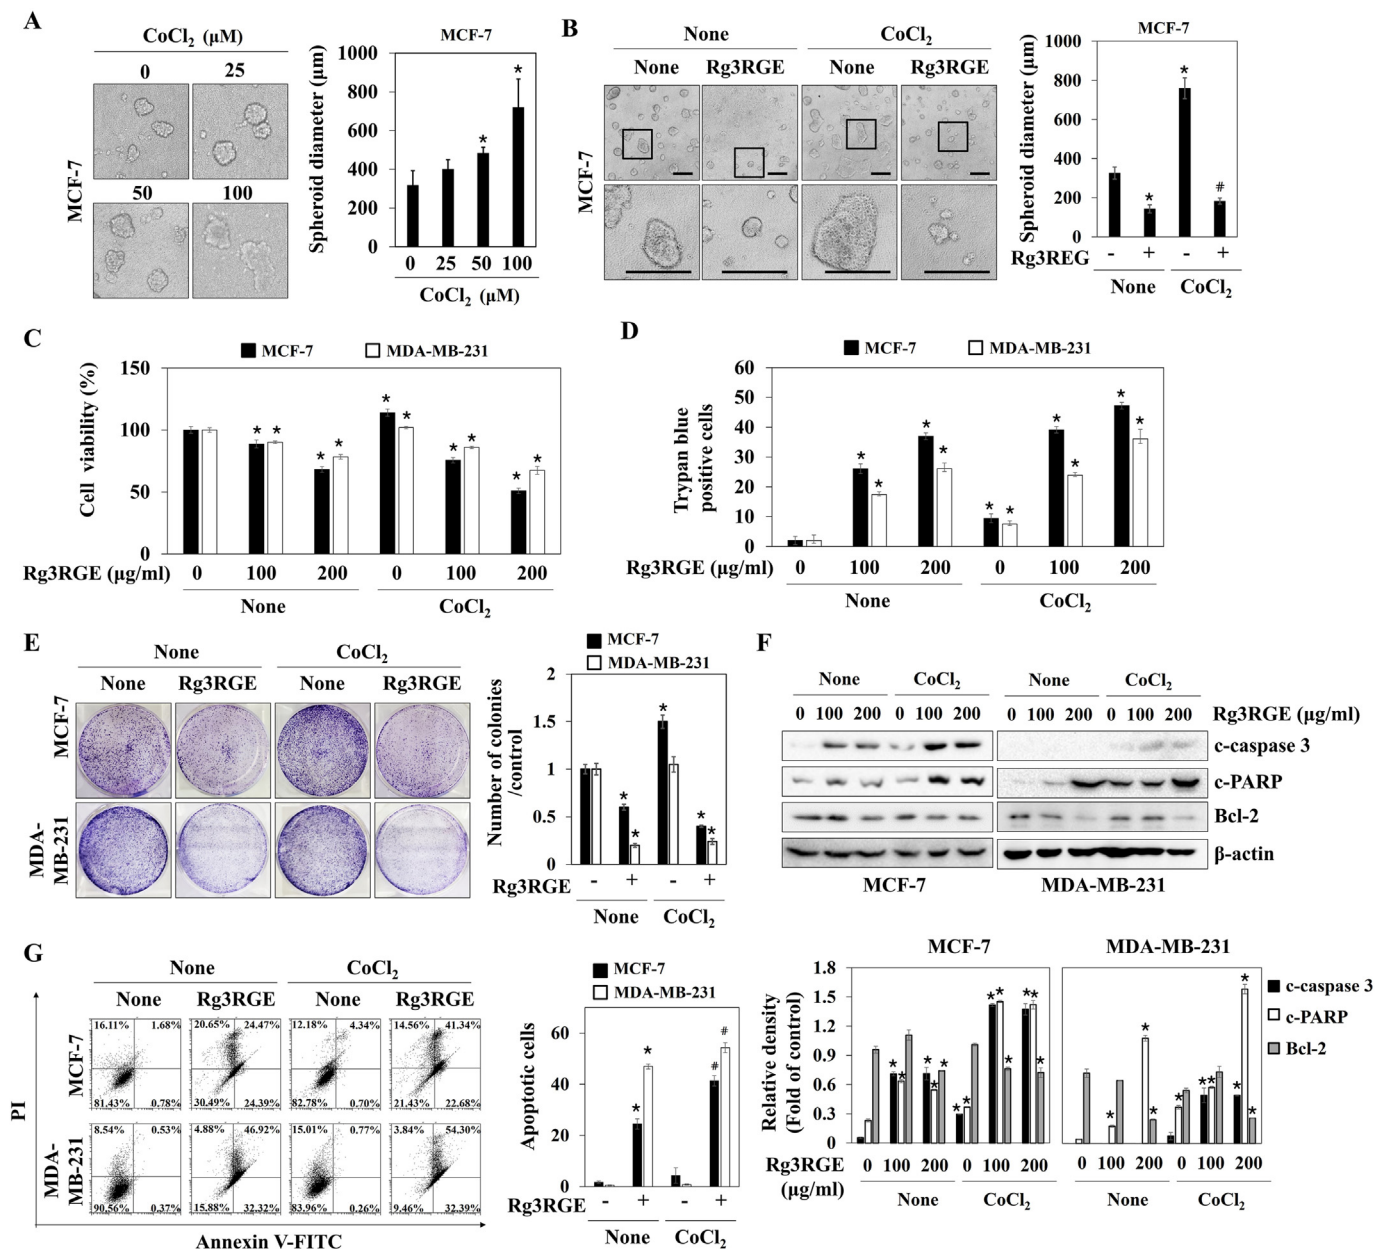 A
CoCl2 (μM)
0 25
50 100
MCF-7
MCF-7
Spheroid diameter (μm)
1000
800
600
400
200
0
* *
0 25 50 100
CoCl2 (μM)
B
None CoCl2
None Rg3RGE None Rg3RGE
MCF-7
MCF-7
Spheroid diameter (μm)
1000
800
600
400
200
0
* * #
- + - +
Rg3REG
None CoCl2
C
MCF-7 MDA-MB-231
Cell viability (%)
150
100
50
0
* * * * * * * * * *
Rg3RGE (μg/ml) 0 100 200 0 100 200
None CoCl2
D
MCF-7 MDA-MB-231
Trypan blue
positive cells
60
50
40
30
20
10
0
* * * * * * * * * *
Rg3RGE (μg/ml) 0 100 200 0 100 200
None CoCl2
E
None CoCl2
None Rg3RGE None Rg3RGE
MCF-7
MDA-
MB-231
MCF-7
MDA-MB-231
Number of colonies
/control
2
1.5
1
0.5
0
* * * * *
Rg3RGE - + - +
None CoCl2
F
None CoCl2 None CoCl2
0 100 200 0 100 200 0 100 200 0 100 200 Rg3RGE (μg/ml)
c-caspase 3
c-PARP
Bcl-2
β-actin
MCF-7 MDA-MB-231
MCF-7 MDA-MB-231
Relative density
(Fold of control)
1.8
1.5
1.2
0.9
0.6
0.3
0
* * * * * * * * * * * * *
* * * * * * * * * *
c-caspase 3
c-PARP
Bcl-2
Rg3RGE 0 100 200 0 100 200 0 100 200 0 100 200
(μg/ml)
None CoCl2 None CoCl2
G
None CoCl2
None Rg3RGE None Rg3RGE
PI
MCF-7
16.11% 1.68% 20.65% 24.47% 12.18% 4.34% 14.56% 41.34%
81.43% 0.78% 30.49% 24.39% 82.78% 0.70% 21.43% 22.68%
MDA-
MB-231
8.54% 0.53% 4.88% 46.92% 15.01% 0.77% 3.84% 54.30%
90.56% 0.37% 15.88% 32.32% 83.96% 0.26% 9.46% 32.39%
Annexin V-FITC
MCF-7
MDA-MB-231
Apoptotic cells
60
40
20
0
* * # #
Rg3RGE - + - +
None CoCl2